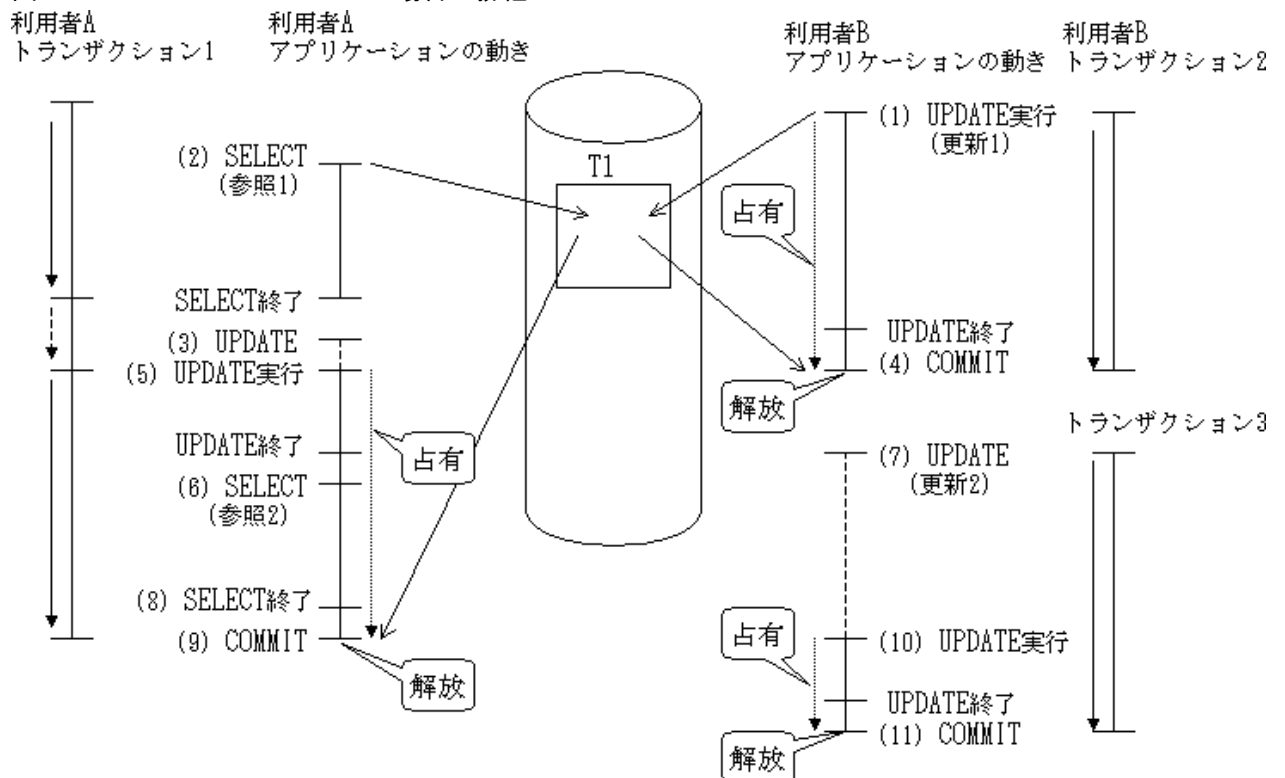 利用者A
トランザクション1
利用者A
アプリケーションの動き
利用者B
アプリケーションの動き
利用者B
トランザクション2
(1) UPDATE実行
(更新1)
(2) SELECT
(参照1)
T1
占有
SELECT終了
(3) UPDATE
UPDATE終了
(4) COMMIT
(5) UPDATE実行
解放
トランザクション3
UPDATE終了
占有
(7) UPDATE
(更新2)
(6) SELECT
(参照2)
(8) SELECT終了
(9) COMMIT
占有
(10) UPDATE実行
解放
UPDATE終了
(11) COMMIT
解放